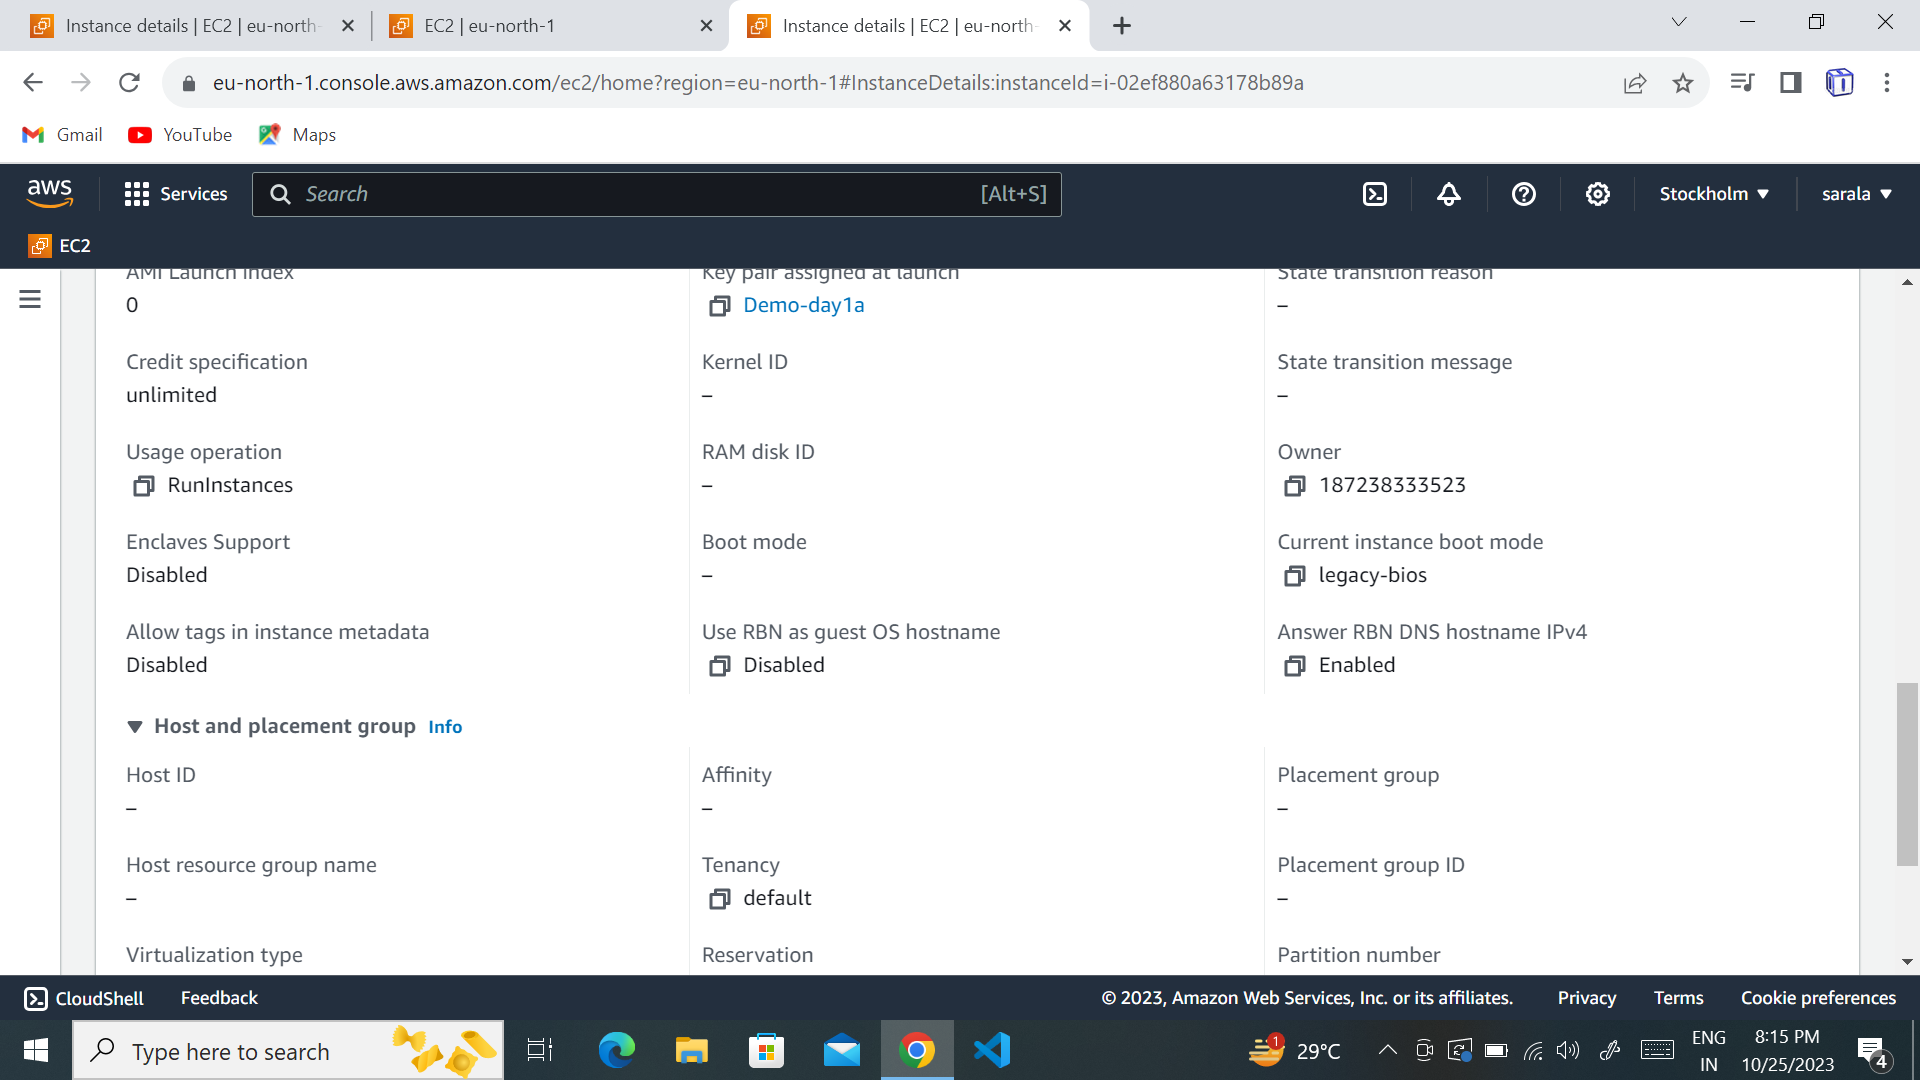 Instance details | EC2 | eu-north-
EC2 | eu-north-1
Instance details | EC2 | eu-north-
eu-north-1.console.aws.amazon.com/ec2/home?region=eu-north-1#InstanceDetails:instanceId=i-02ef880a63178b89a
Gmail YouTube Maps
aws Services Search [Alt+S] Stockholm sarala
EC2
AMI Launch index
0
Key pair assigned at launch
Demo-day1a
State transition reason
–
Credit specification
unlimited
Kernel ID
–
State transition message
–
Usage operation
RunInstances
RAM disk ID
–
Owner
187238333523
Enclaves Support
Disabled
Boot mode
–
Current instance boot mode
legacy-bios
Allow tags in instance metadata
Disabled
Use RBN as guest OS hostname
Disabled
Answer RBN DNS hostname IPv4
Enabled
Host and placement group Info
Host ID
–
Affinity
–
Placement group
–
Host resource group name
–
Tenancy
default
Placement group ID
–
Virtualization type
Reservation
Partition number
CloudShell Feedback © 2023, Amazon Web Services, Inc. or its affiliates. Privacy Terms Cookie preferences
Type here to search
1
29°C
ENG
IN
8:15 PM
10/25/2023
4